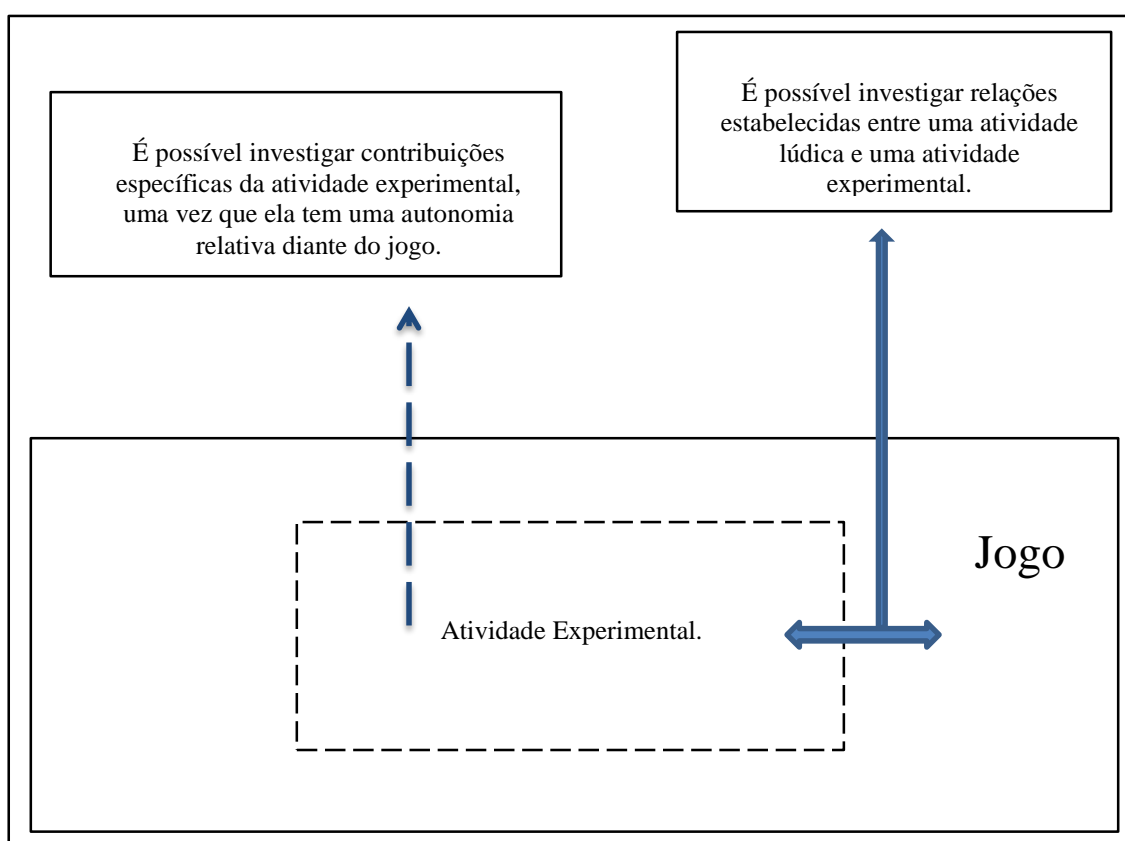 É possível investigar contribuições
específicas da atividade experimental,
uma vez que ela tem uma autonomia
relativa diante do jogo.
É possível investigar relações
estabelecidas entre uma atividade
lúdica e uma atividade
experimental.
Jogo
Atividade Experimental.